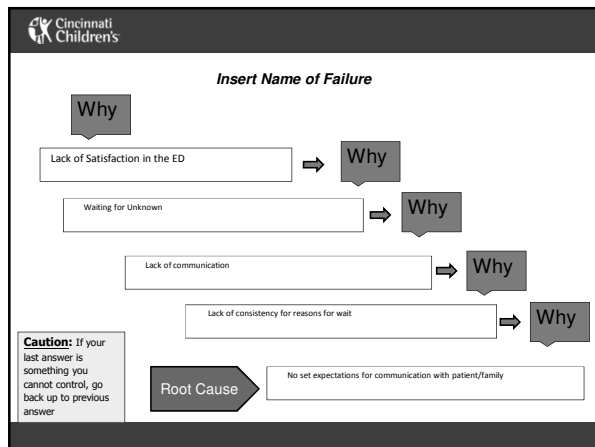 Cincinnati
Children's
Insert Name of Failure
Why
Lack of Satisfaction in the ED
Why
Waiting for Unknown
Why
Lack of communication
Why
Lack of consistency for reasons for wait
Why
Caution: If your
last answer is
something you
cannot control, go
back up to previous
answer
Root Cause
No set expectations for communication with patient/family